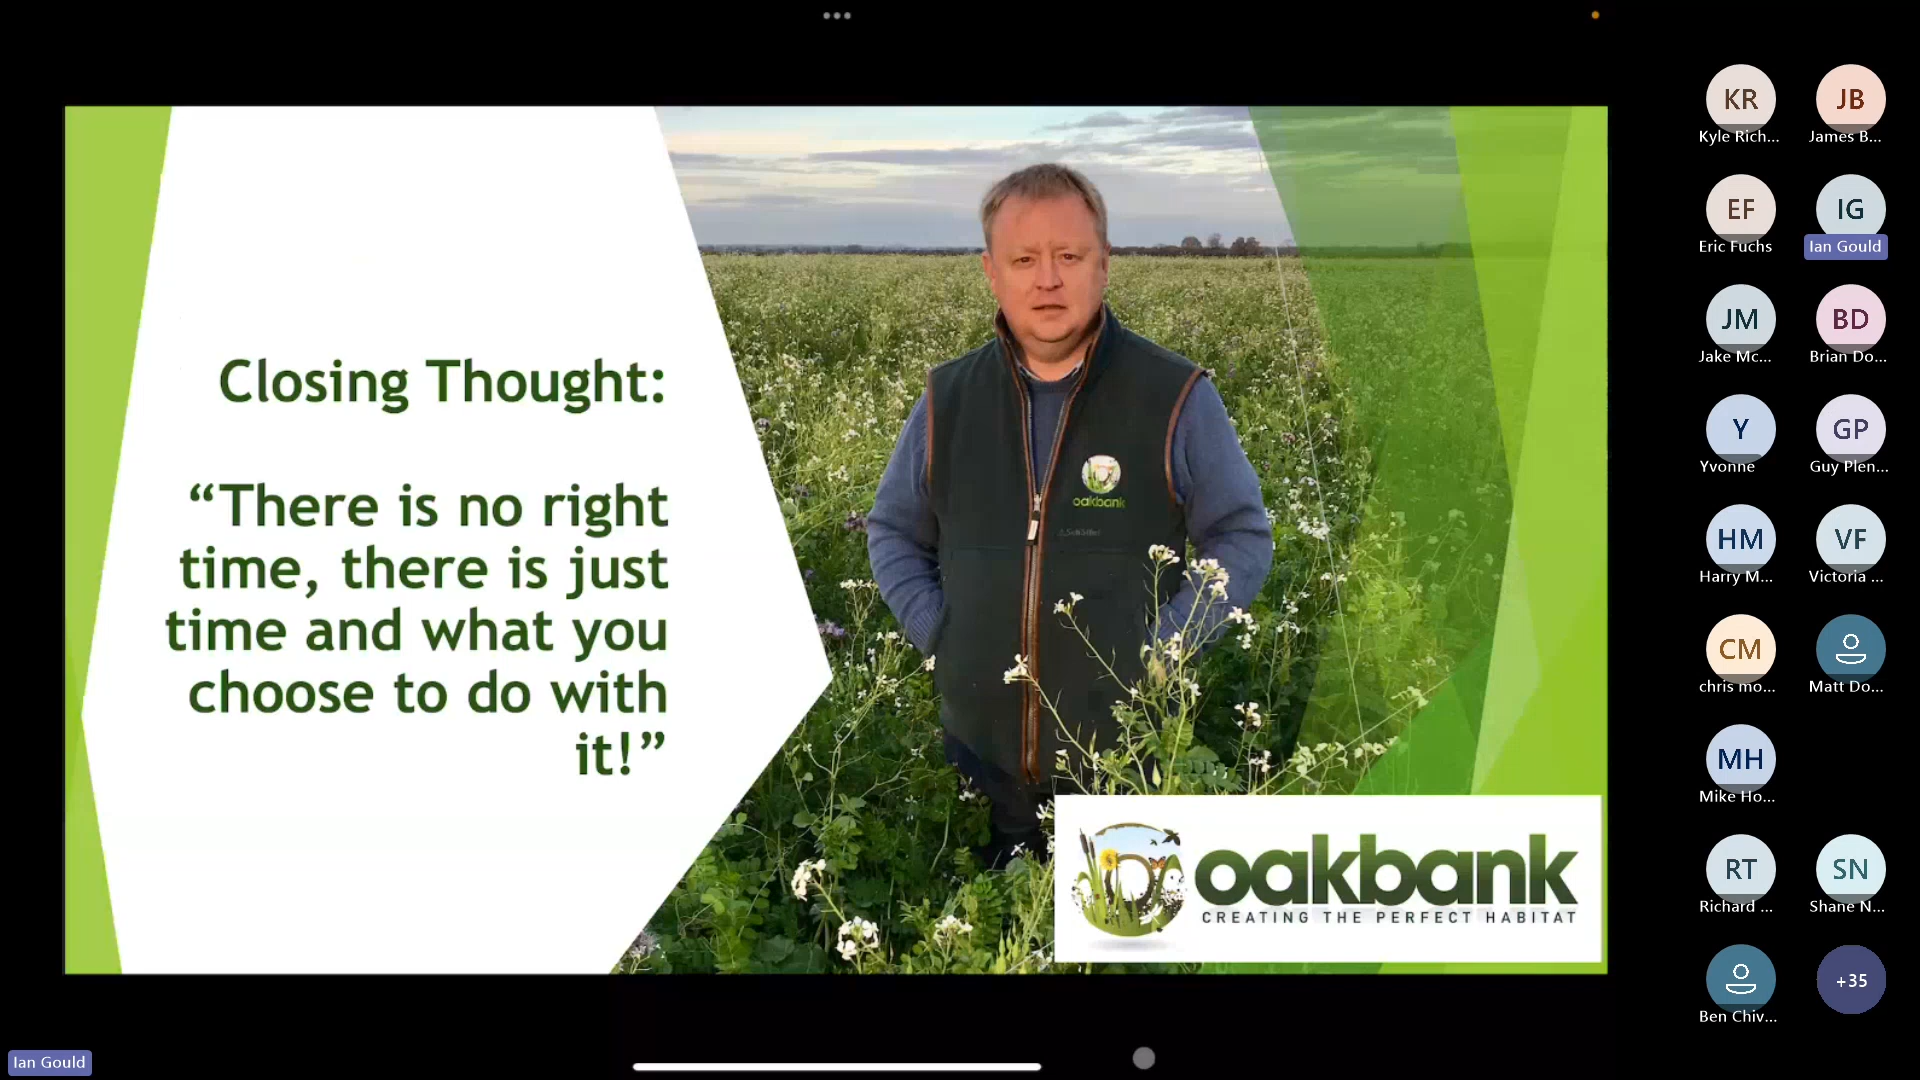 Closing Thought:
“There is no right
time, there is just
time and what you
choose to do with
it!”
oakbank
oakbank
CREATING THE PERFECT HABITAT
KR
Kyle Rich...
JB
James B...
EF
Eric Fuchs
IG
Ian Gould
JM
Jake Mc...
BD
Brian Do...
Y
Yvonne
GP
Guy Plen...
HM
Harry M...
VF
Victoria ...
CM
chris mo...
Matt Do...
MH
Mike Ho...
RT
Richard ...
SN
Shane N...
Ben Chiv...
+35
Ian Gould